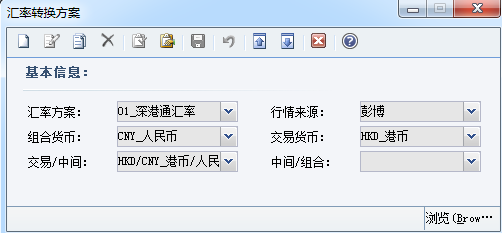 汇率转换方案
基本信息：
汇率方案： 01_深港通汇率 行情来源： 彭博
组合货币： CNY_人民币 交易货币： HKD_港币
交易/中间： HKD/CNY_港币/人民 中间/组合：
浏览(Brow…